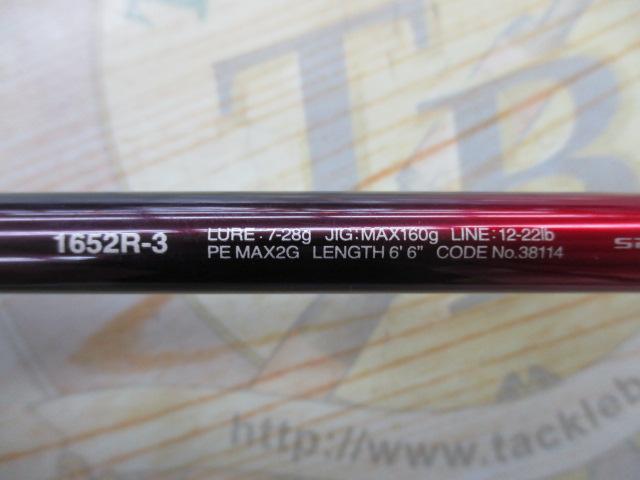 TB
1652R-3
LURE : 7-28g JIG:MAX160g LINE : 12-22lb
PE MAX2G LENGTH 6' 6" CODE No.38114
http://www.tackleb